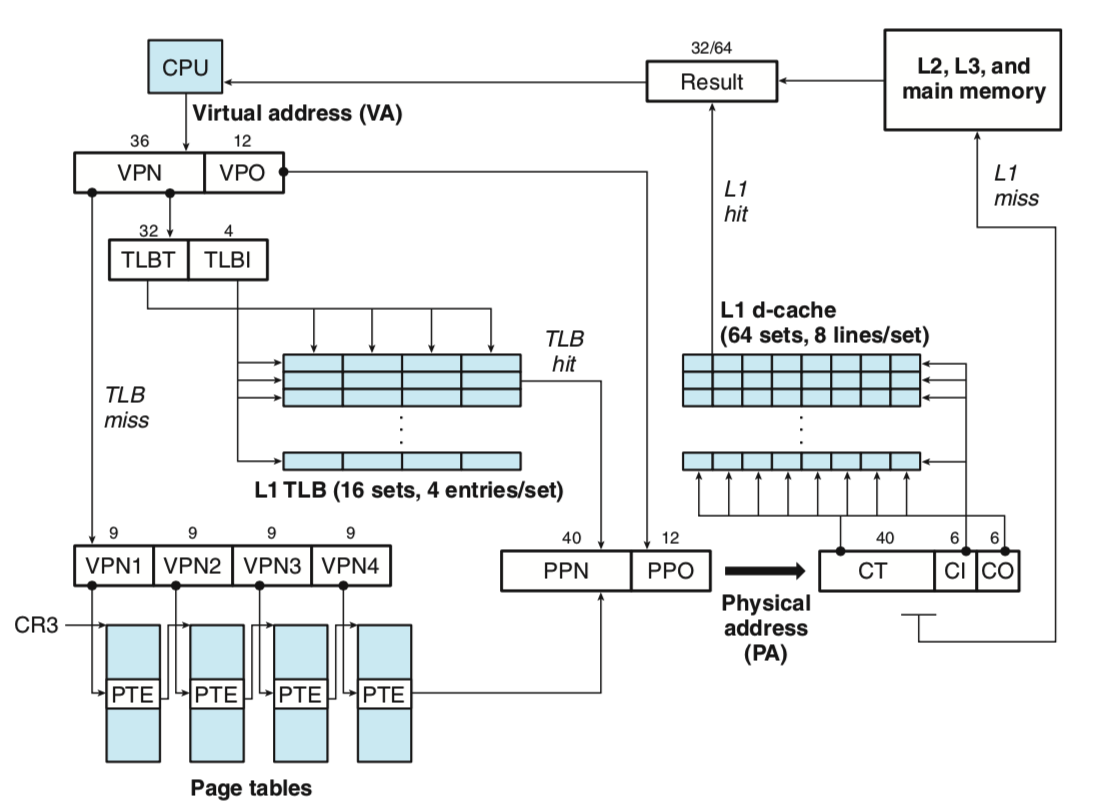 CPU
32/64
Result
L2, L3, and
main memory
Virtual address (VA)
36
12
VPN
VPO
L1
miss
L1
hit
32
4
TLBT
TLBI
L1 d-cache
(64 sets, 8 lines/set)
TLB
hit
TLB
miss
L1 TLB (16 sets, 4 entries/set)
9
9
9
9
VPN1
VPN2
VPN3
VPN4
40
12
PPN
PPO
40
6
6
CT
CI
CO
Physical
address
(PA)
CR3
PTE
PTE
PTE
PTE
Page tables